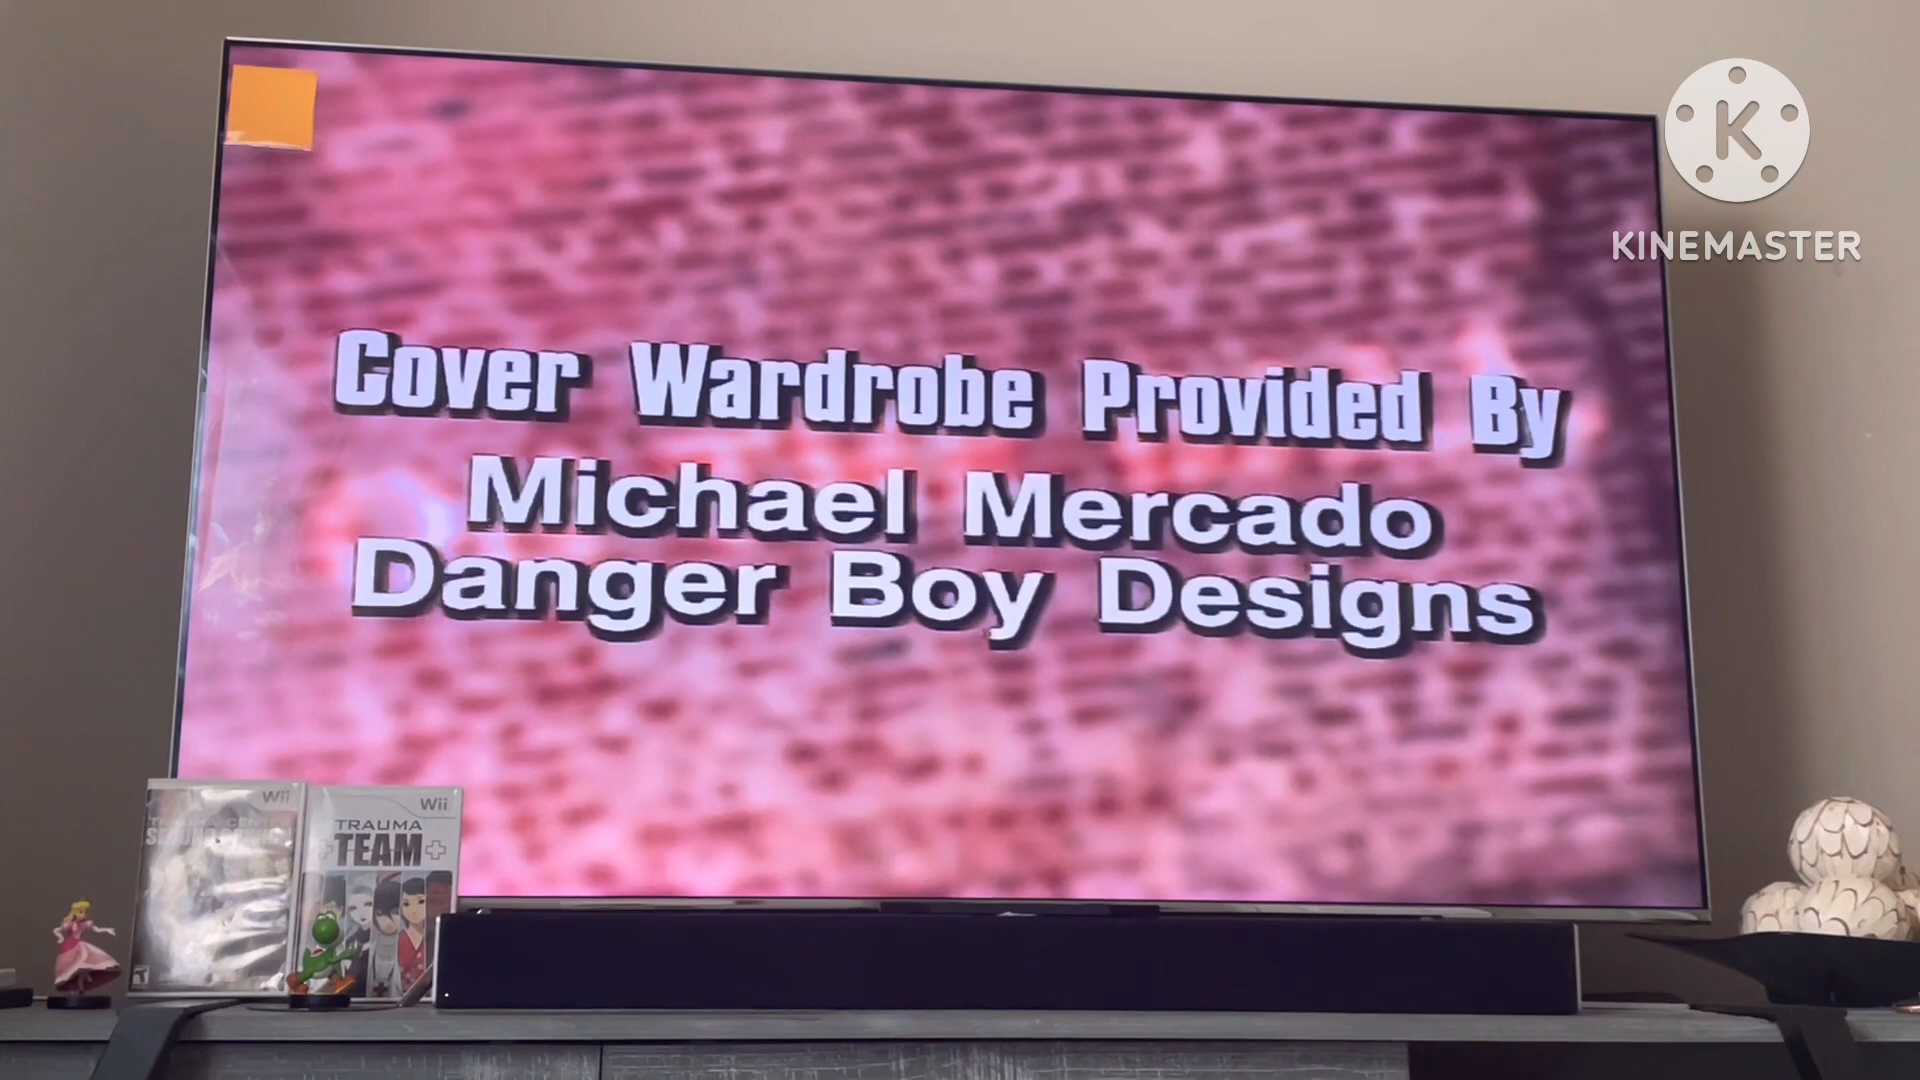 KINEMASTER
Cover Wardrobe Provided By
Michael Mercado
Danger Boy Designs
Wii
Wii
TRAUMA
TEAM